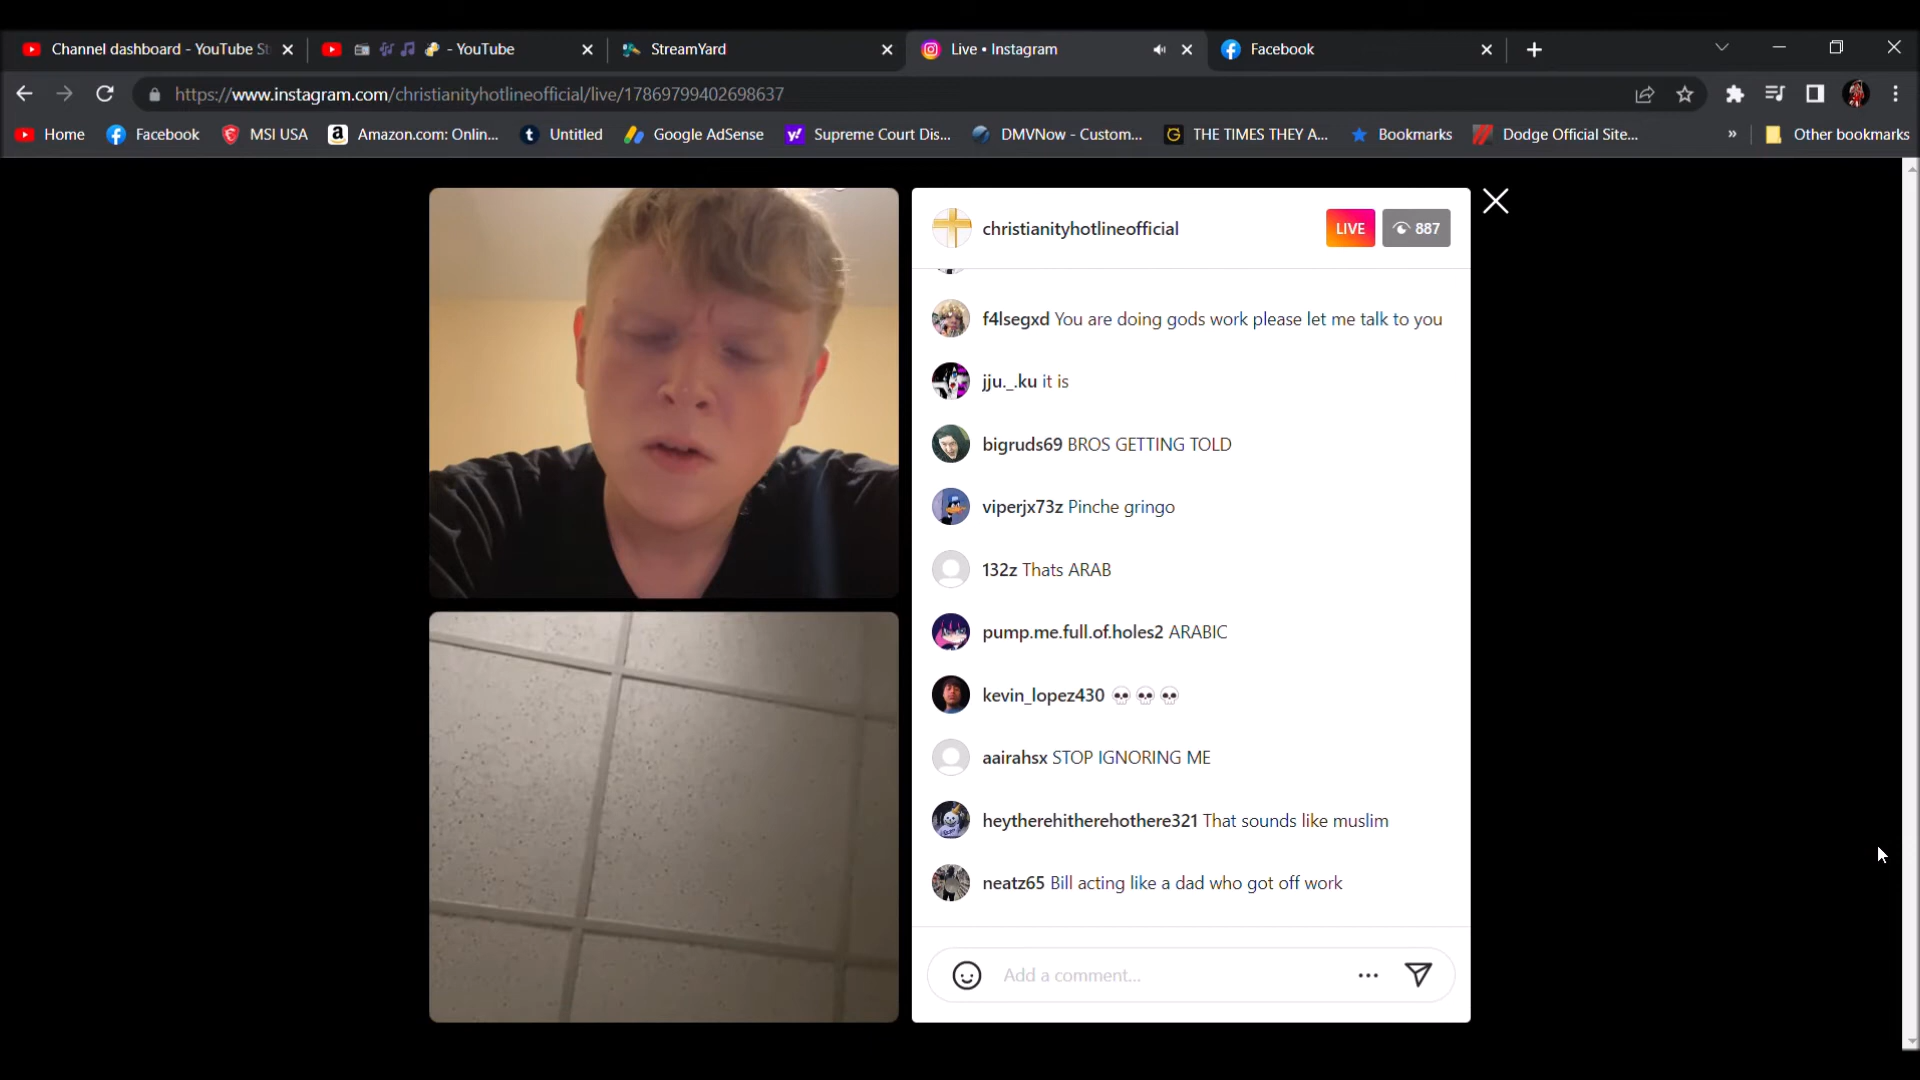 Channel dashboard - YouTube St
- YouTube
StreamYard
Live • Instagram
Facebook
https://www.instagram.com/christianityhotlineofficial/live/17869799402698637
Home
Facebook
MSI USA
Amazon.com: Onlin...
Untitled
Google AdSense
Supreme Court Dis...
DMVNow - Custom...
THE TIMES THEY A...
Bookmarks
Dodge Official Site...
»
Other bookmarks
christianityhotlineofficial
LIVE
887
f4lsegxd You are doing gods work please let me talk to you
jju._.ku it is
bigruds69 BROS GETTING TOLD
viperjx73z Pinche gringo
132z Thats ARAB
pump.me.full.of.holes2 ARABIC
kevin_lopez430 💀💀💀
aairahsx STOP IGNORING ME
heytherehitherehothere321 That sounds like muslim
neatz65 Bill acting like a dad who got off work
Add a comment...